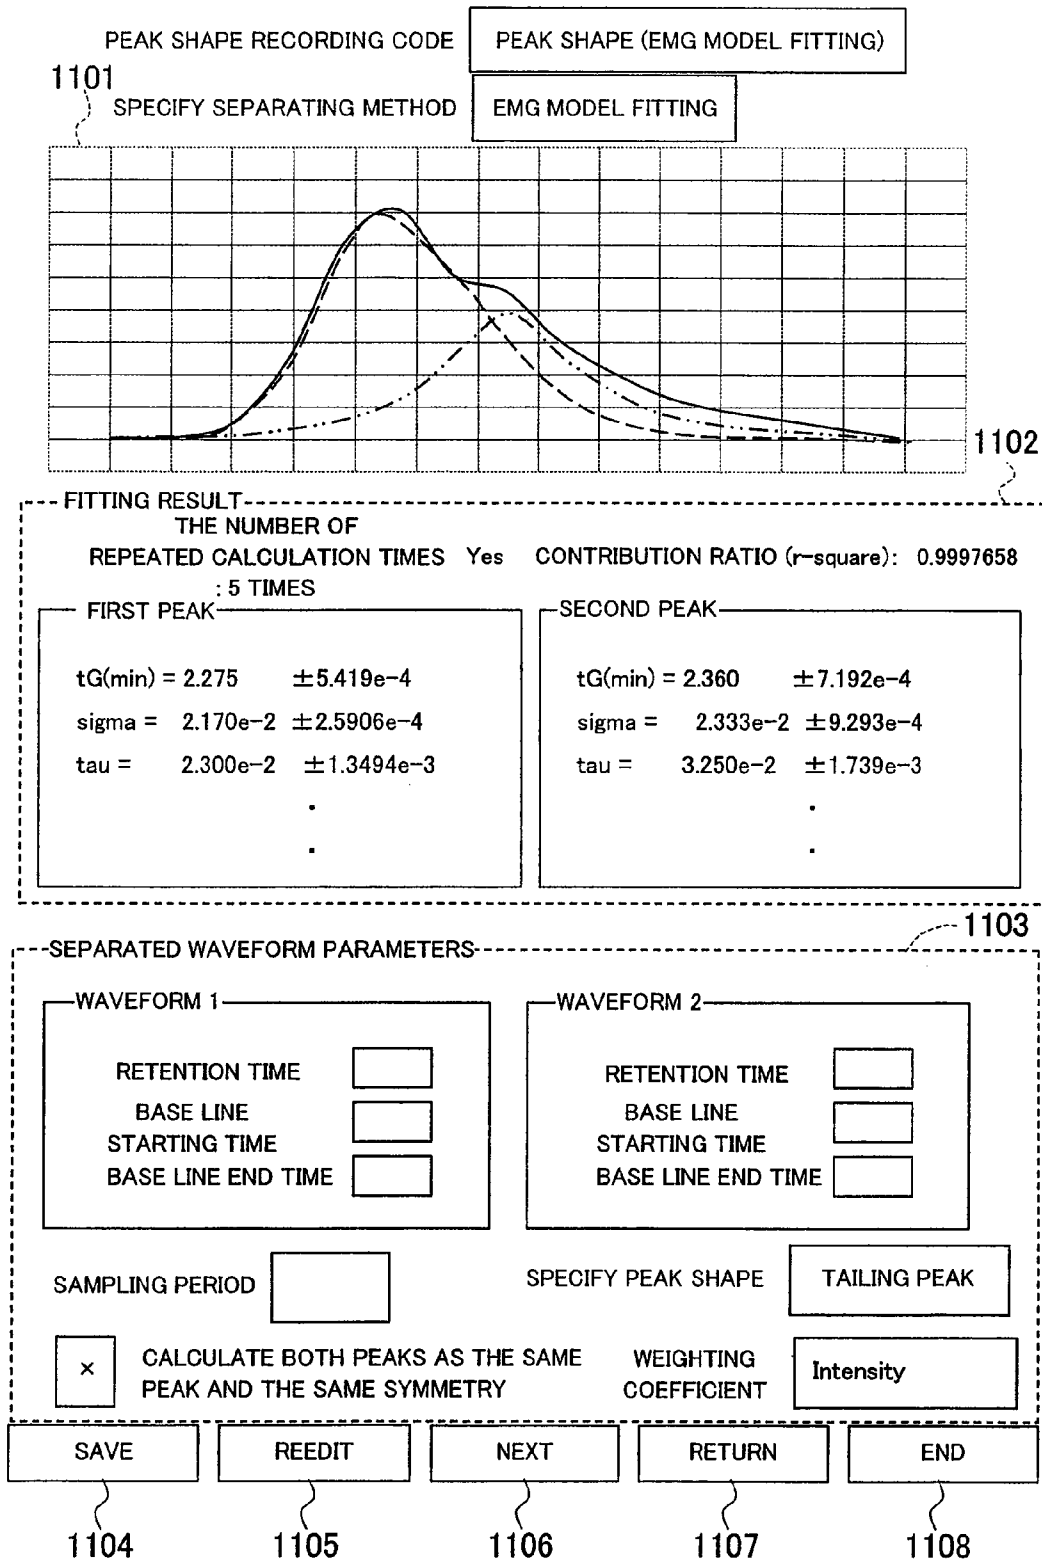 PEAK SHAPE RECORDING CODE PEAK SHAPE (EMG MODEL FITTING)
1101
SPECIFY SEPARATING METHOD EMG MODEL FITTING
1102
FITTING RESULT
THE NUMBER OF
REPEATED CALCULATION TIMES Yes CONTRIBUTION RATIO (r-square): 0.9997658
: 5 TIMES
FIRST PEAK
tG(min) = 2.275 ±5.419e-4
sigma = 2.170e-2 ±2.5906e-4
tau = 2.300e-2 ±1.3494e-3
.
.
SECOND PEAK
tG(min) = 2.360 ±7.192e-4
sigma = 2.333e-2 ±9.293e-4
tau = 3.250e-2 ±1.739e-3
.
.
1103
SEPARATED WAVEFORM PARAMETERS
WAVEFORM 1
RETENTION TIME
BASE LINE
STARTING TIME
BASE LINE END TIME
WAVEFORM 2
RETENTION TIME
BASE LINE
STARTING TIME
BASE LINE END TIME
SAMPLING PERIOD
SPECIFY PEAK SHAPE TAILING PEAK
× CALCULATE BOTH PEAKS AS THE SAME
PEAK AND THE SAME SYMMETRY
WEIGHTING
COEFFICIENT
Intensity
SAVE REEDIT NEXT RETURN END
1104 1105 1106 1107 1108